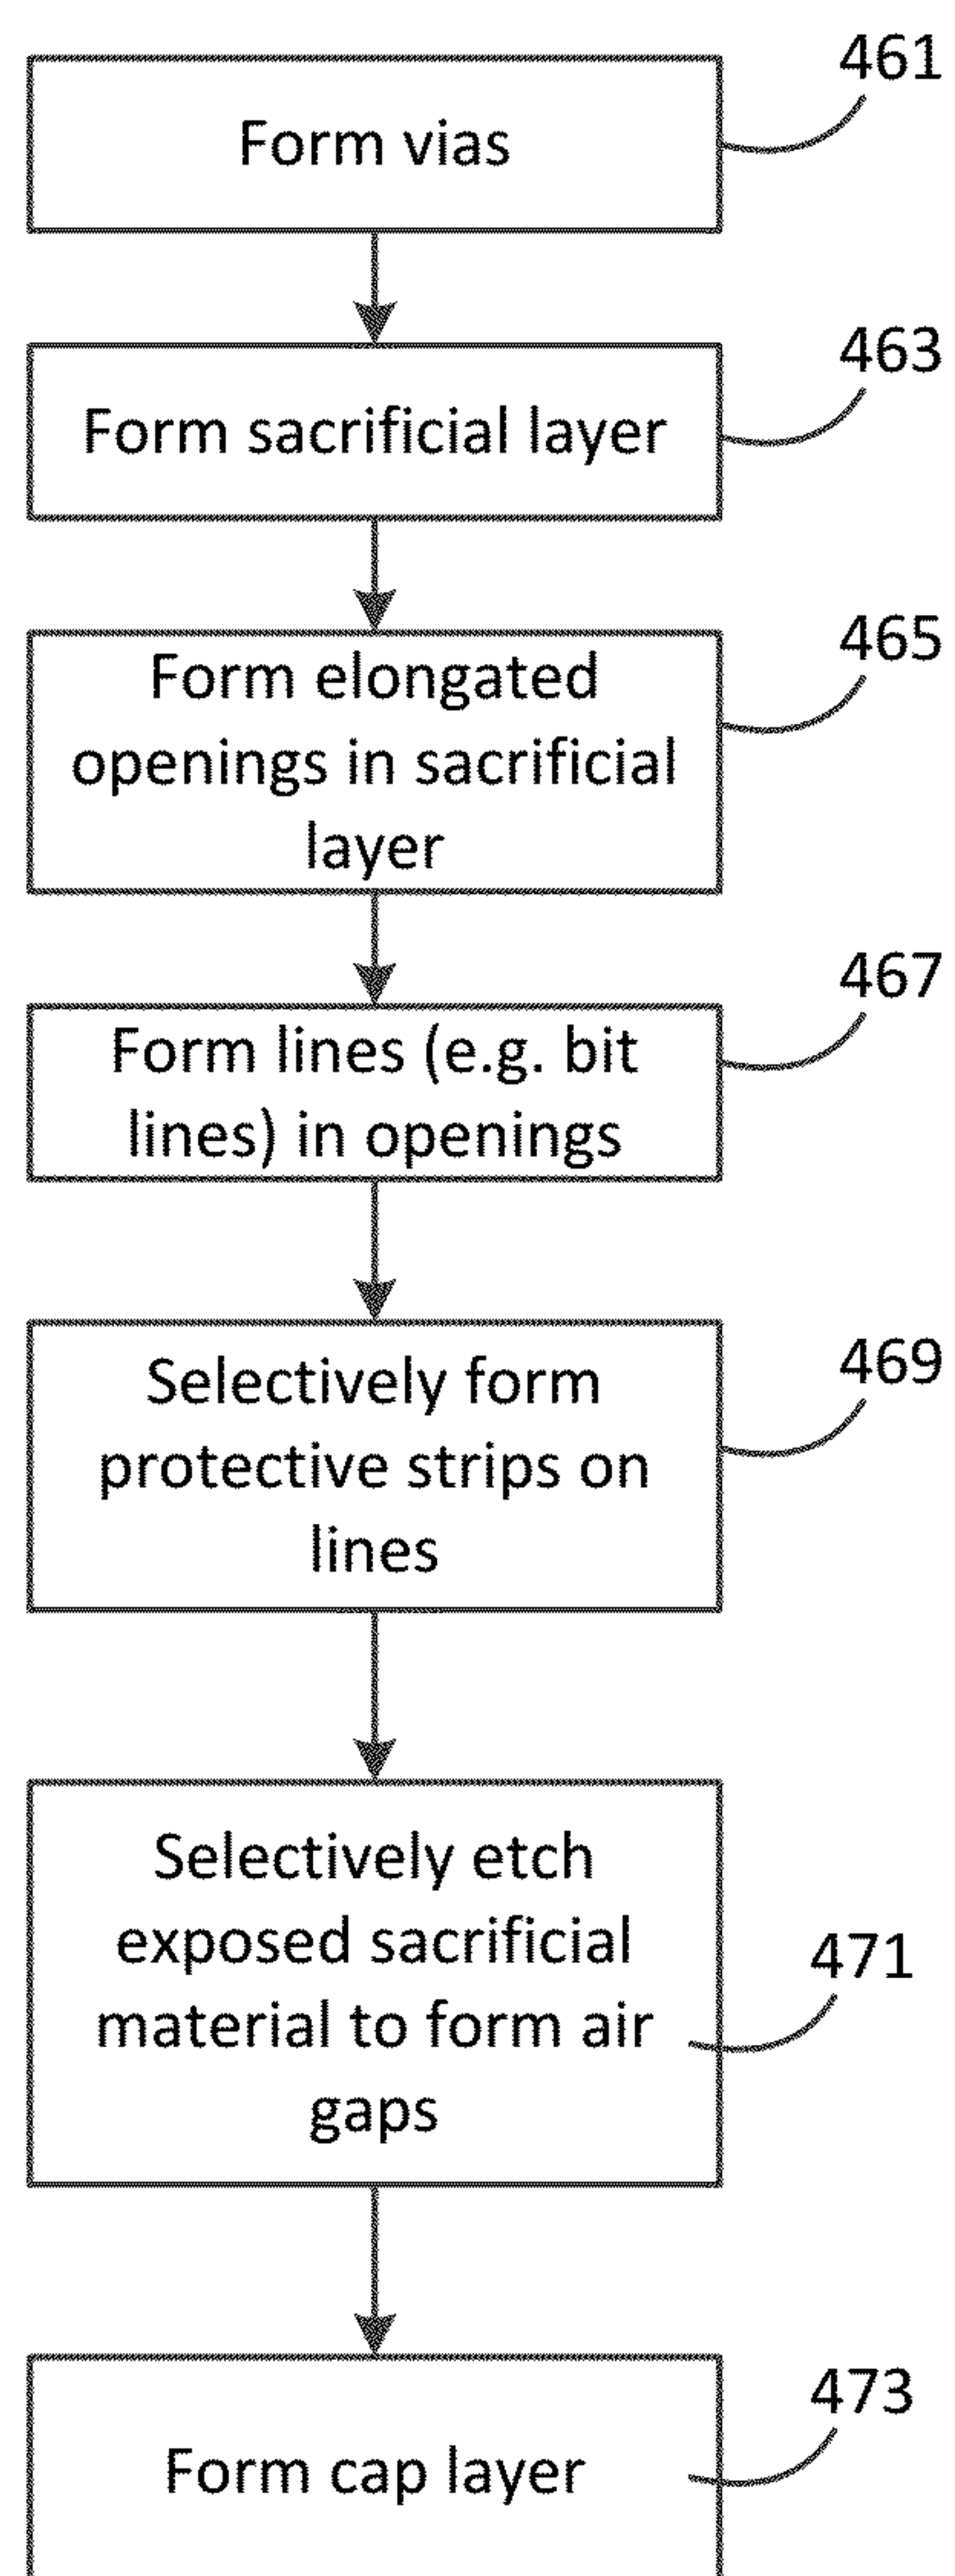 461
Form vias
463
Form sacrificial layer
465
Form elongated
openings in sacrificial
layer
467
Form lines (e.g. bit
lines) in openings
469
Selectively form
protective strips on
lines
471
Selectively etch
exposed sacrificial
material to form air
gaps
473
Form cap layer